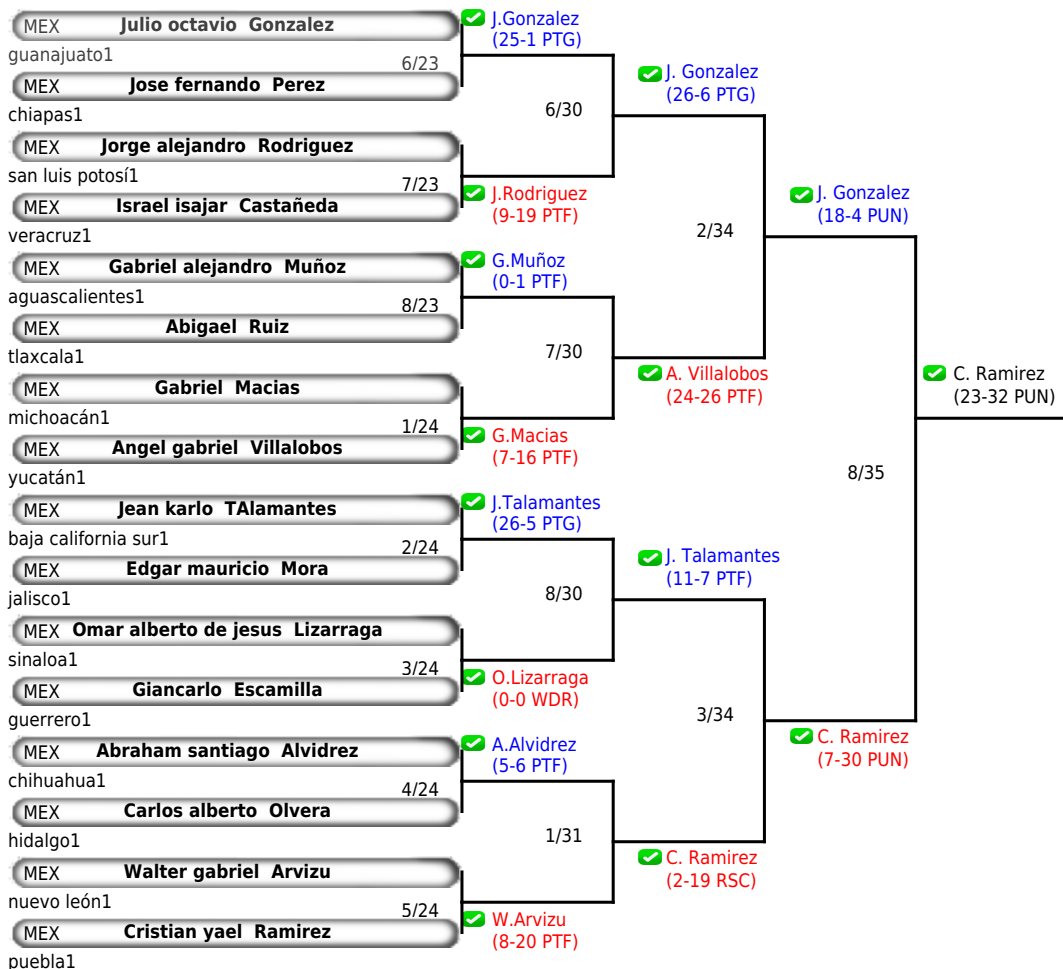 MEX Julio octavio Gonzalez
guanajuato1
6/23
MEX Jose fernando Perez
chiapas1
MEX Jorge alejandro Rodriguez
san luis potosí1
7/23
MEX Israel isajar Castañeda
veracruz1
MEX Gabriel alejandro Muñoz
aguascalientes1
8/23
MEX Abigael Ruiz
tlaxcala1
MEX Gabriel Macias
michoacán1
1/24
MEX Angel gabriel Villalobos
yucatán1
MEX Jean karlo TAlamantes
baja california sur1
2/24
MEX Edgar mauricio Mora
jalisco1
MEX Omar alberto de jesus Lizarraga
sinaloa1
3/24
MEX Giancarlo Escamilla
guerrero1
MEX Abraham santiago Alvidrez
chihuahua1
4/24
MEX Carlos alberto Olvera
hidalgo1
MEX Walter gabriel Arvizu
nuevo león1
5/24
MEX Cristian yael Ramirez
puebla1
J.Gonzalez
(25-1 PTG)
6/30
J.Rodriguez
(9-19 PTF)
G.Muñoz
(0-1 PTF)
7/30
G.Macias
(7-16 PTF)
J.Talamantes
(26-5 PTG)
8/30
O.Lizarraga
(0-0 WDR)
A.Alvidrez
(5-6 PTF)
1/31
W.Arvizu
(8-20 PTF)
J. Gonzalez
(26-6 PTG)
2/34
A. Villalobos
(24-26 PTF)
J. Talamantes
(11-7 PTF)
3/34
C. Ramirez
(2-19 RSC)
J. Gonzalez
(18-4 PUN)
8/35
C. Ramirez
(7-30 PUN)
C. Ramirez
(23-32 PUN)